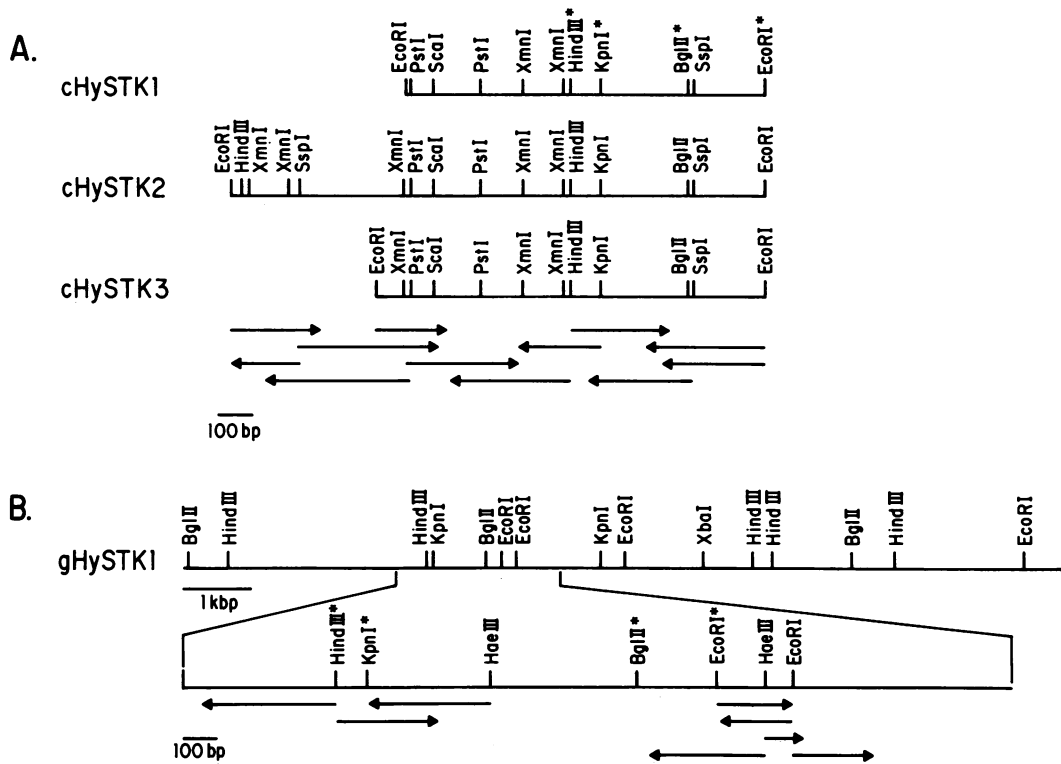 A.
cHySTK1
EcoRI PstI ScaI PstI XmnI XmnI HindIII* KpnI* BglII* SspI EcoRI*
cHySTK2
EcoRI HindIII XmnI XmnI SspI XmnI PstI ScaI PstI XmnI XmnI HindIII KpnI BglII SspI EcoRI
cHySTK3
EcoRI XmnI PstI ScaI PstI XmnI XmnI HindIII KpnI BglII SspI EcoRI
100 bp
B.
gHySTK1
BglII HindIII HindIII KpnI BglII EcoRI EcoRI KpnI EcoRI XbaI HindIII HindIII BglII HindIII EcoRI
1 kbp
HindIII* KpnI* HaeIII BglII* EcoRI* HaeIII EcoRI
100 bp